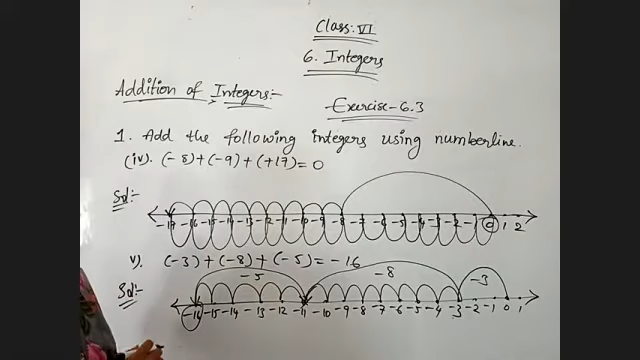 Class: VI
6. Integers
Addition of Integers:-
Exercise-6.3
1. Add the following integers using numberline.
(iv). (-8)+(-9)+(+17)=0
Sol:-
-17 -16 -15 -14 -13 -12 -11 -10 -9 -8 -7 -6 -5 -4 -3 -2 -1 0 1 2
v). (-3)+(-8)+(-5)=-16
-5 -8 -3
Sol:-
-16 -15 -14 -13 -12 -11 -10 -9 -8 -7 -6 -5 -4 -3 -2 -1 0 1